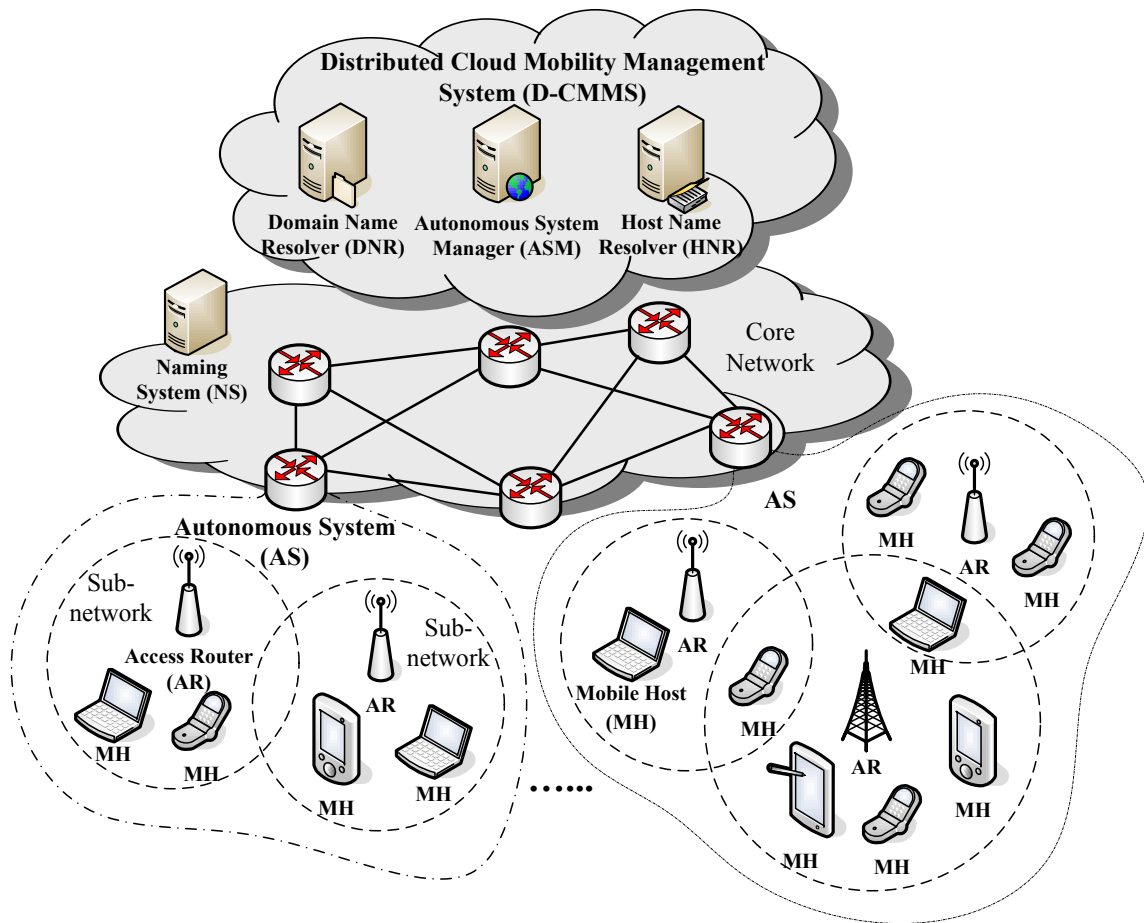 Distributed Cloud Mobility Management
System (D-CMMS)
Domain Name
Resolver (DNR)
Autonomous System
Manager (ASM)
Host Name
Resolver (HNR)
Naming
System (NS)
Core
Network
Autonomous System
(AS)
AS
Sub-
network
Access Router
(AR)
MH
MH
Sub-
network
AR
MH
MH
......
AR
Mobile Host
(MH)
MH
MH
AR
MH
MH
AR
MH
MH
MH